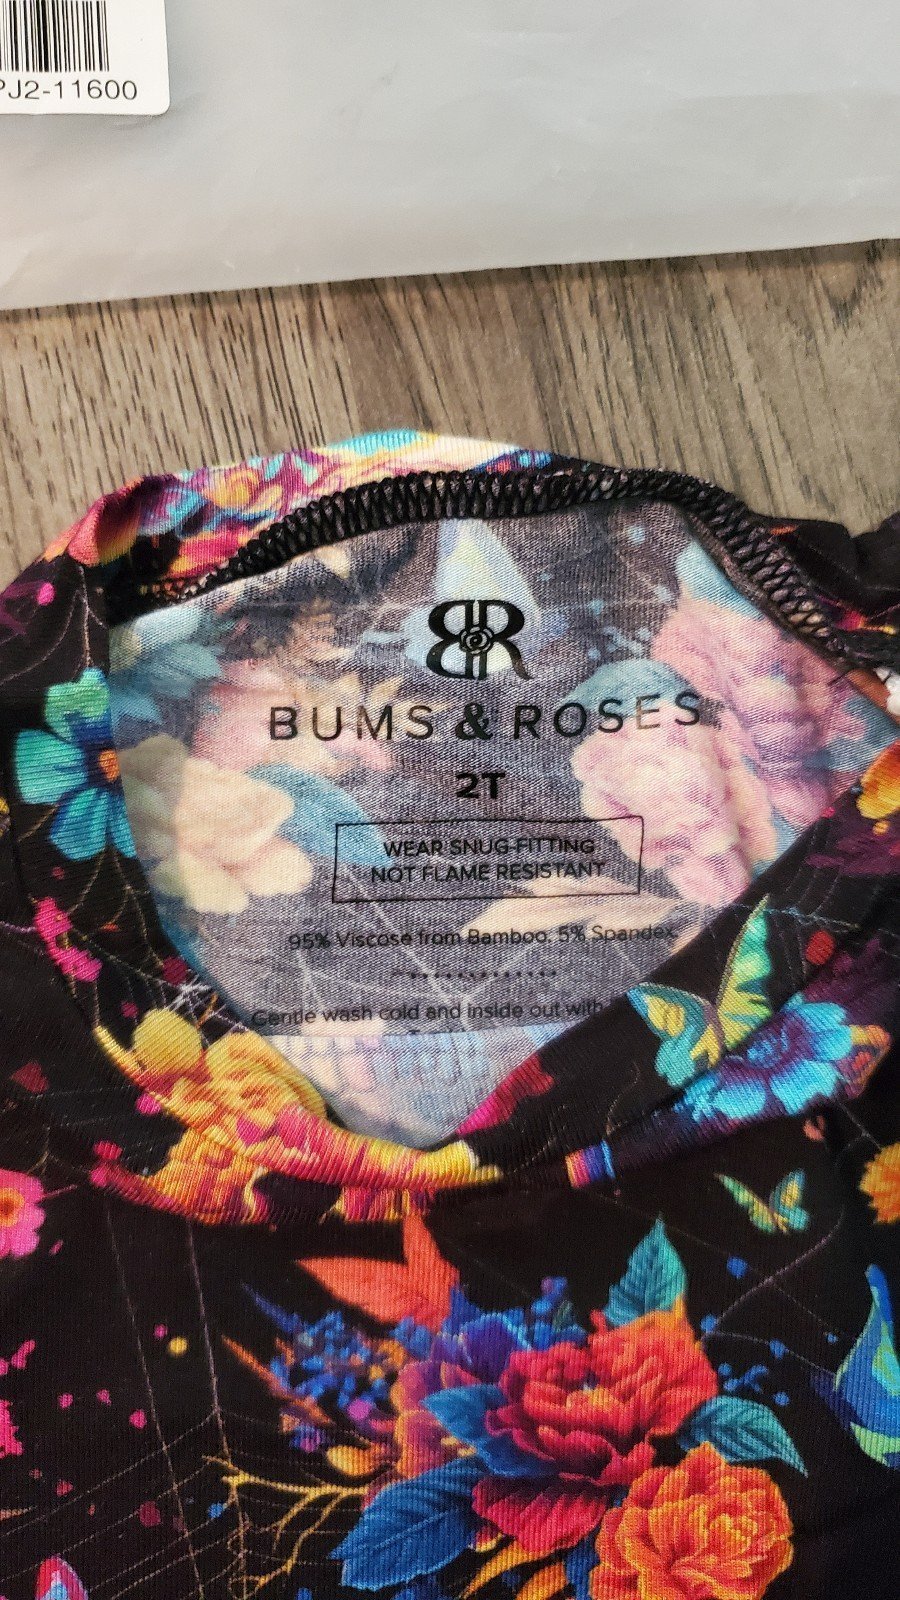 PJ2-11600
BR
BUMS & ROSES
2T
WEAR SNUG-FITTING
NOT FLAME RESISTANT
95% Viscose from Bamboo. 5% Spandex
Gentle wash cold and inside out with